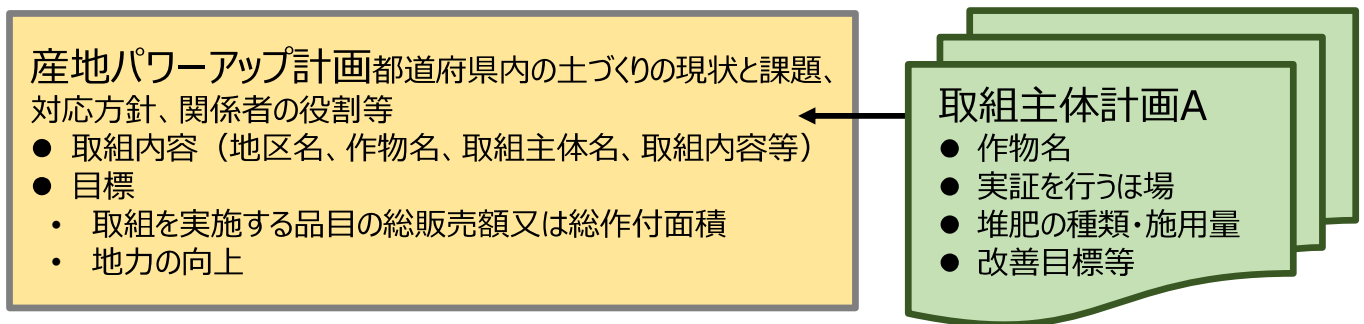 産地パワーアップ計画都道府県内の土づくりの現状と課題、
対応方針、関係者の役割等
● 取組内容（地区名、作物名、取組主体名、取組内容等）
● 目標
• 取組を実施する品目の総販売額又は総作付面積
• 地力の向上
取組主体計画A
● 作物名
● 実証を行うほ場
● 堆肥の種類・施用量
● 改善目標等